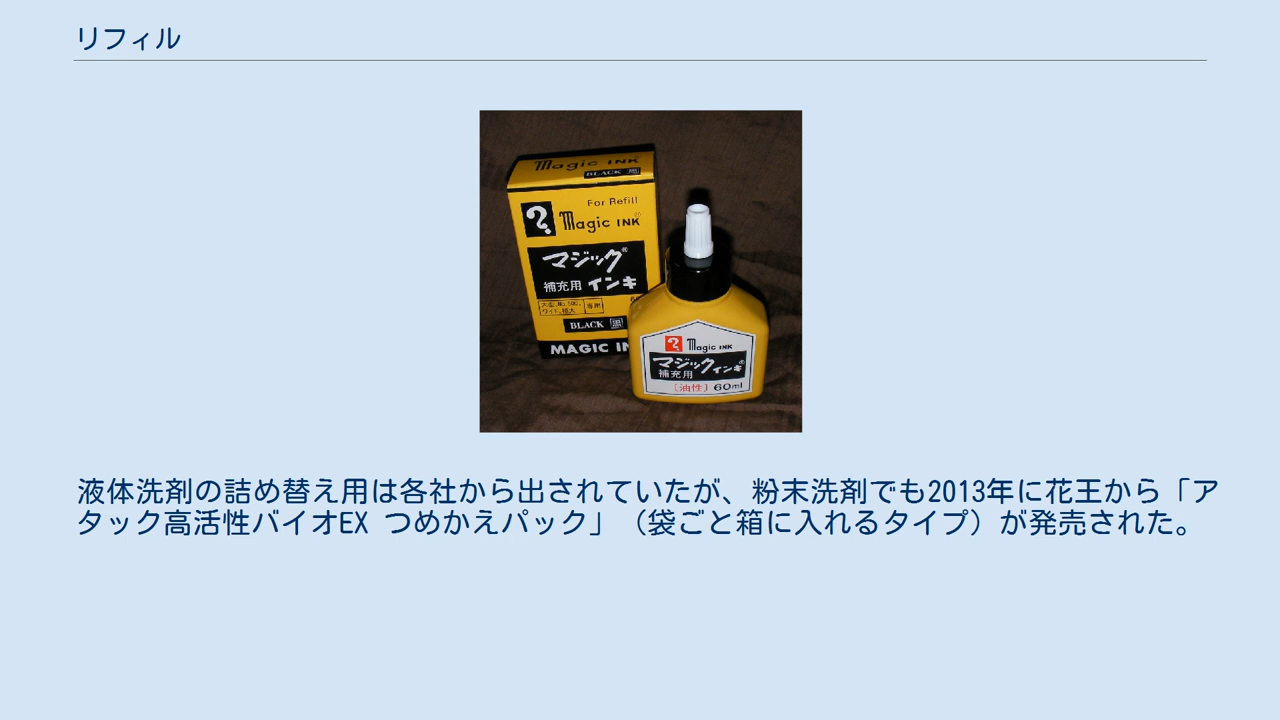 リフィル
Magic INK
BLACK
For Refill
?
Magic INK
マジック®
補充用 インキ
専用
BLACK
MAGIC IN
? Magic INK
マジックインキ®
補充用
(油性) 60ml
液体洗剤の詰め替え用は各社から出されていたが、粉末洗剤でも2013年に花王から「ア
タック高活性バイオEX つめかえパック」（袋ごと箱に入れるタイプ）が発売された。